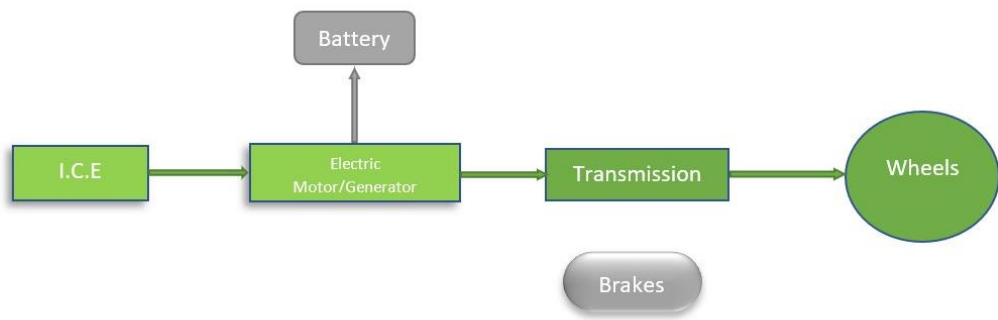 Battery
I.C.E
Electric
Motor/Generator
Transmission
Wheels
Brakes